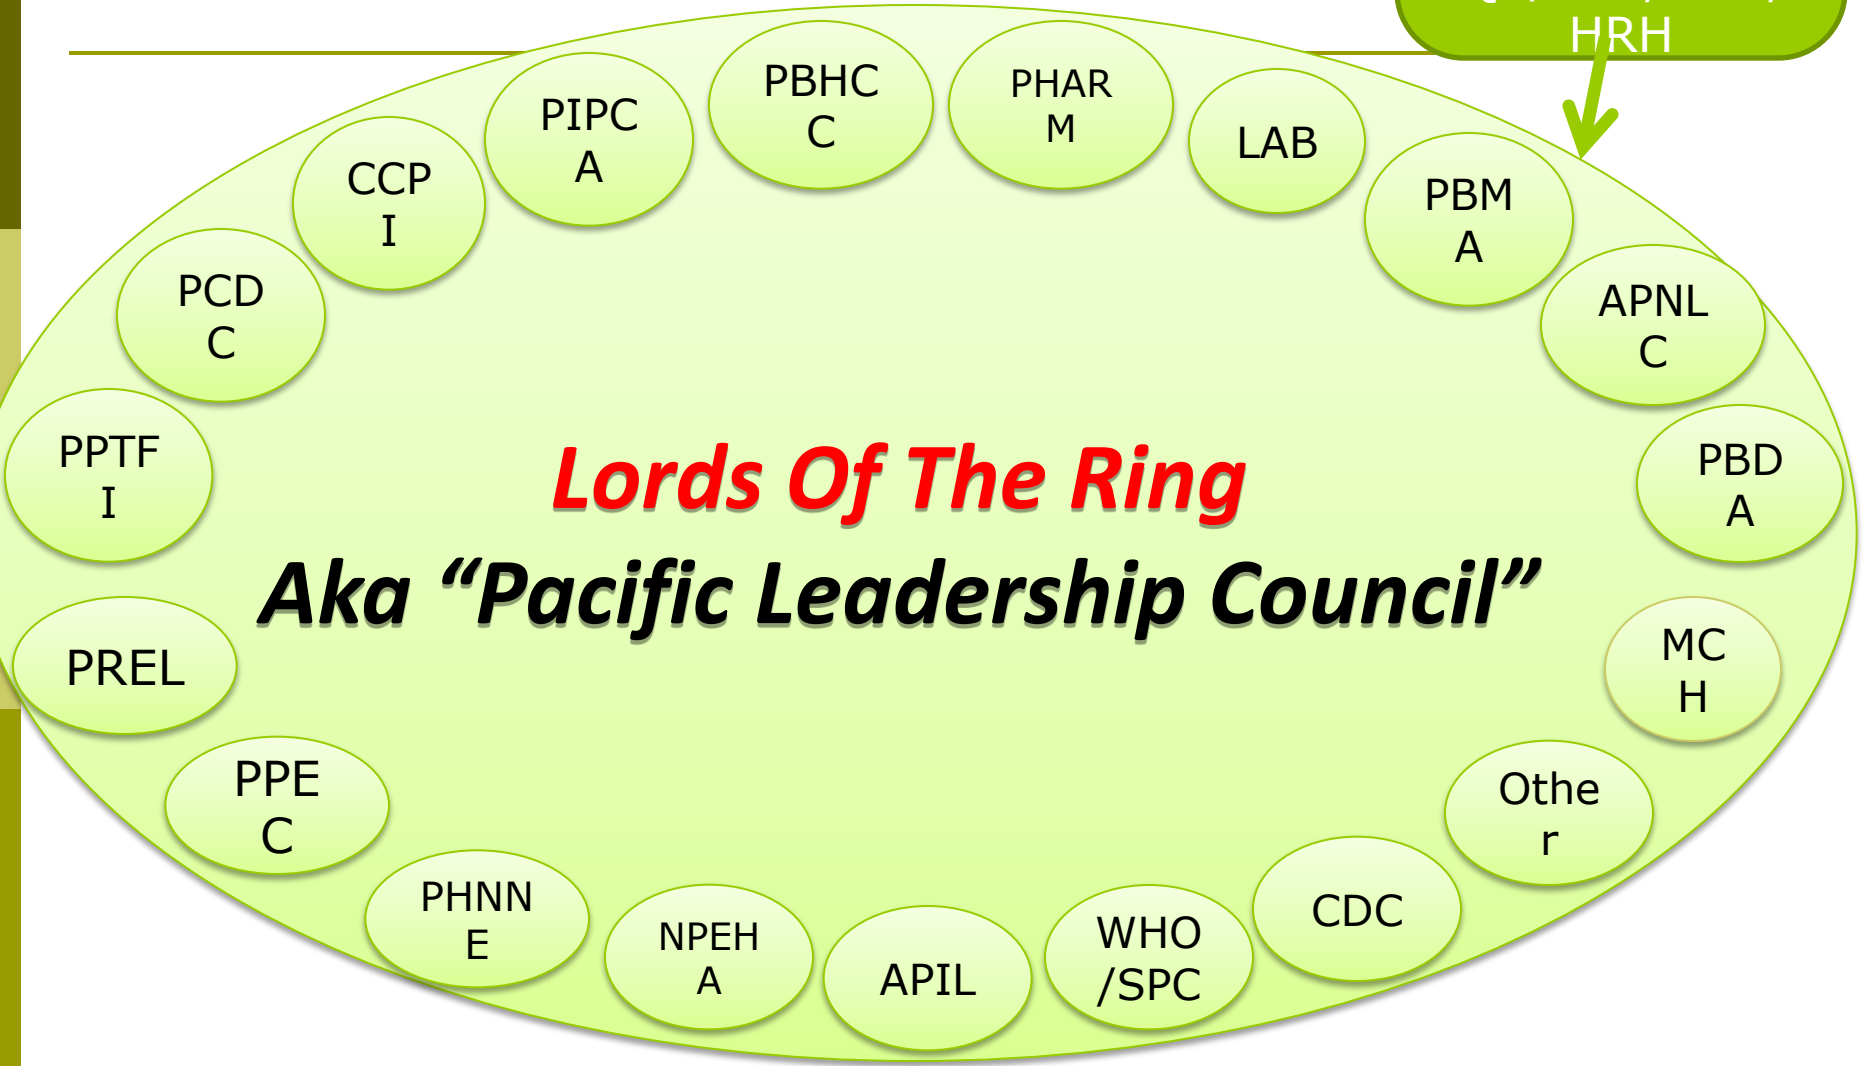 HRH
PBHC
C
PHAR
M
PIPC
A
LAB
CCP
I
PBM
A
PCD
C
APNL
C
PPTF
I
PBD
A
Lords Of The Ring
Aka “Pacific Leadership Council”
PREL
MC
H
PPE
C
Othe
r
PHNN
E
CDC
NPEH
A
APIL
WHO
/SPC